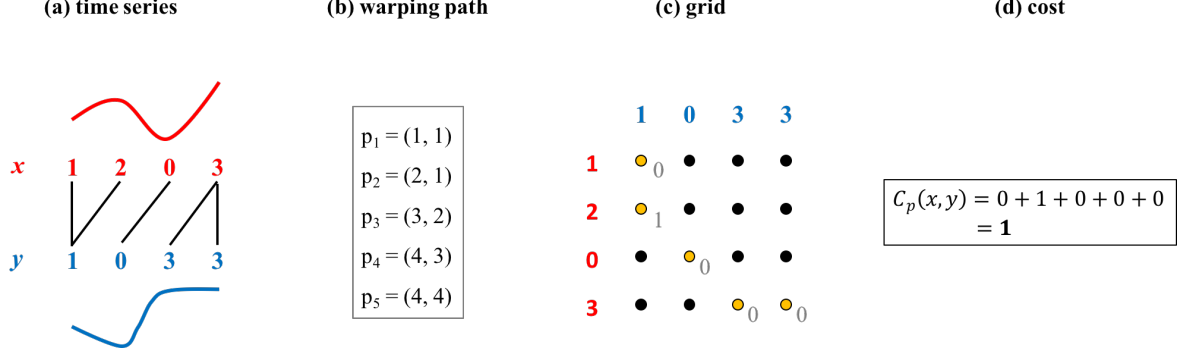 (a) time series
(b) warping path
(c) grid
(d) cost
x 1 2 0 3
y 1 0 3 3
p₁ = (1, 1)
p₂ = (2, 1)
p₃ = (3, 2)
p₄ = (4, 3)
p₅ = (4, 4)
1 0 3 3
1 0
2 1
0 0
3 0 0
Cₚ(x, y) = 0 + 1 + 0 + 0 + 0
= 1